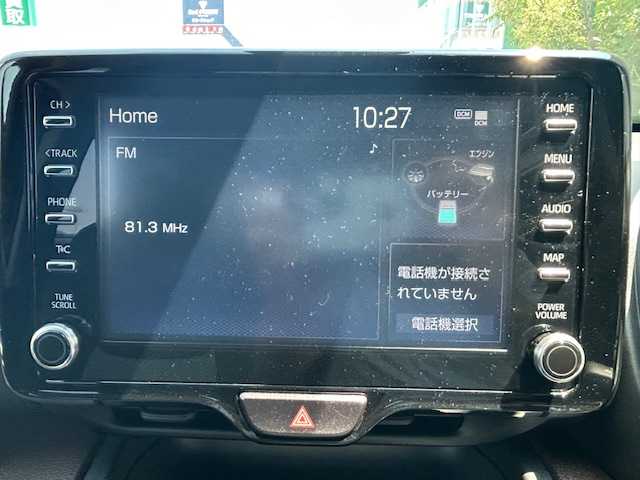 取
CH >
< TRACK
PHONE
T・C
TUNE
SCROLL
Home
10:27
DCM
DCM
FM
81.3 MHz
エンジン
バッテリー
電話機が接続さ
れていません
電話機選択
HOME
MENU
AUDIO
MAP
POWER
VOLUME